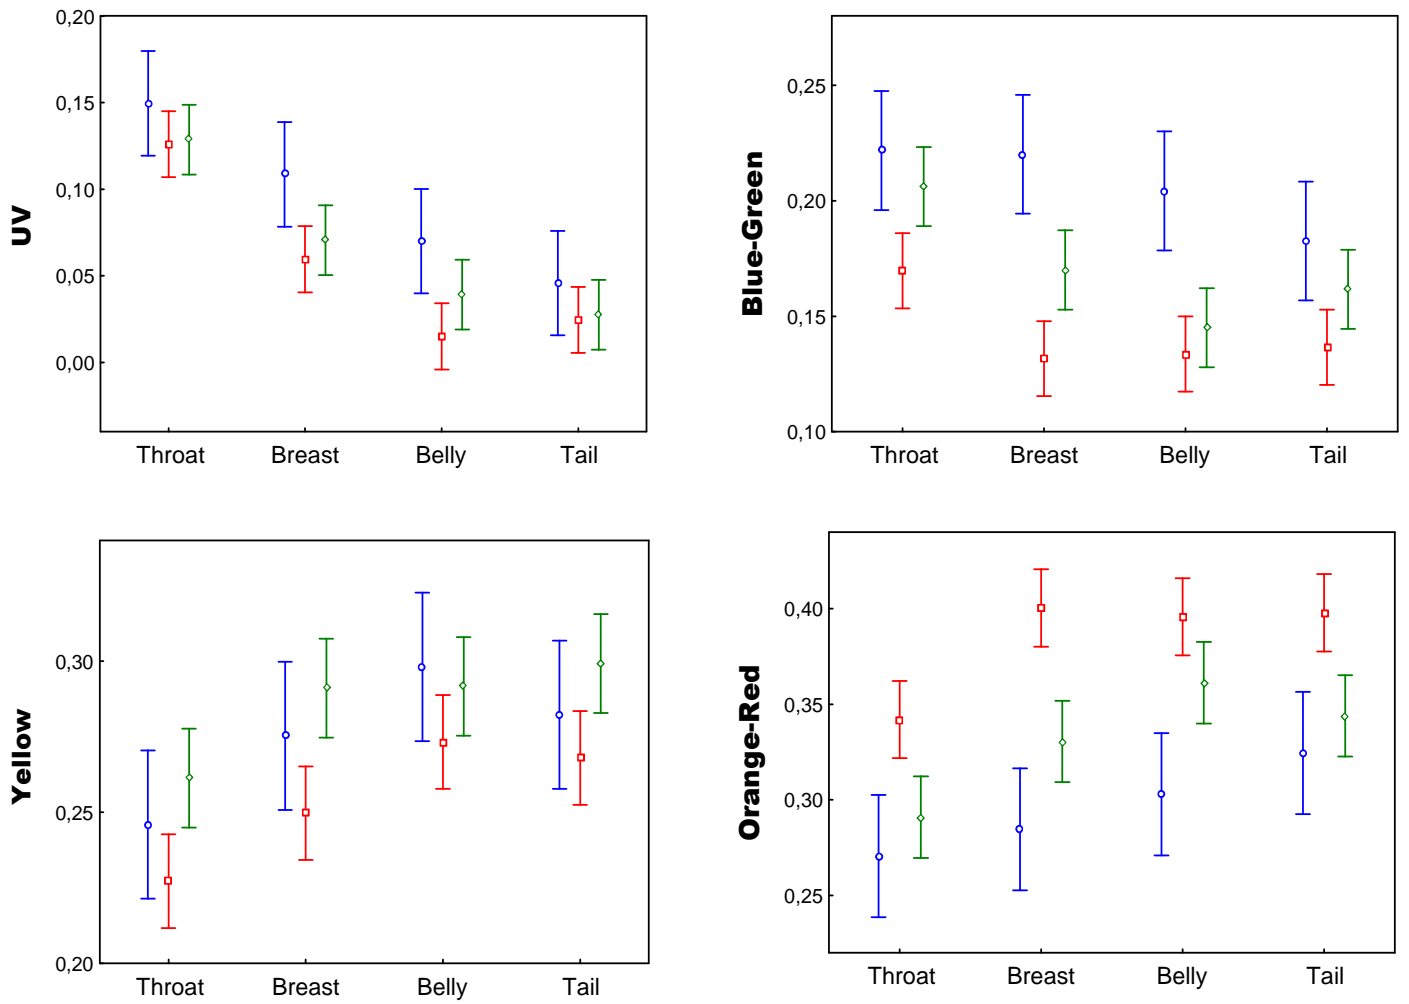 UV
0,20
0,15
0,10
0,05
0,00
Throat Breast Belly Tail
Blue-Green
0,25
0,20
0,15
0,10
Throat Breast Belly Tail
Yellow
0,30
0,25
0,20
Throat Breast Belly Tail
Orange-Red
0,40
0,35
0,30
0,25
Throat Breast Belly Tail